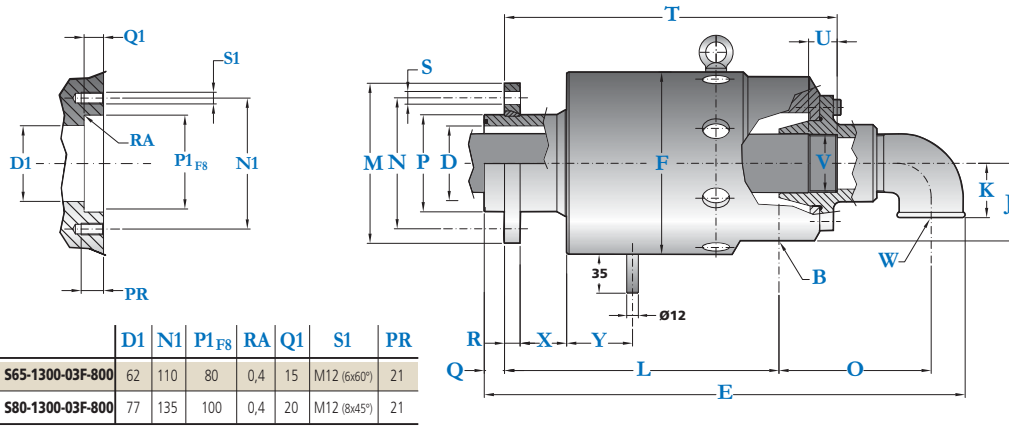 T
Q1
U
S1
S
RA
D1
P1F8
N1
M
N
P
D
F
V
K
J
W
B
PR
35
Ø12
R
X
Y
Q
L
O
E
D1 N1 P1F8 RA Q1 S1 PR
S65-1300-03F-800 62 110 80 0,4 15 M12 (6x60º) 21
S80-1300-03F-800 77 135 100 0,4 20 M12 (8x45º) 21